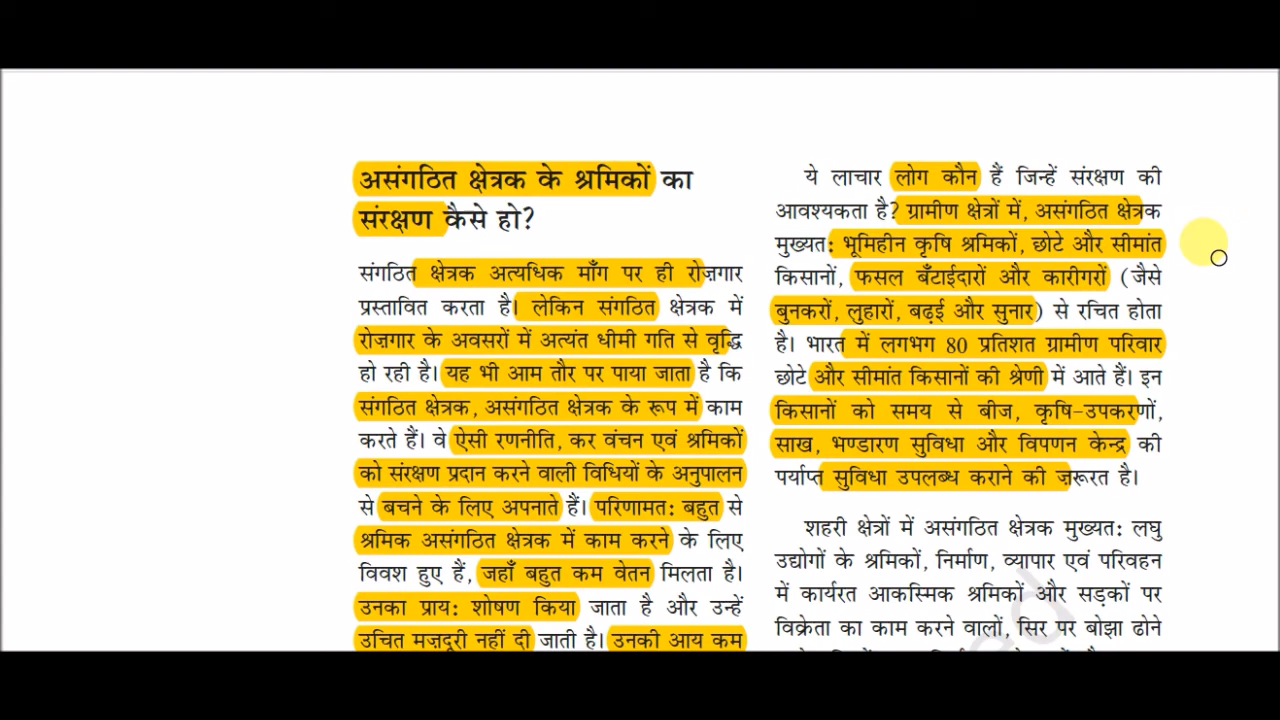 असंगठित क्षेत्रक के श्रमिकों का
संरक्षण कैसे हो?
संगठित क्षेत्रक अत्यधिक माँग पर ही रोज़गार
प्रस्तावित करता है। लेकिन संगठित क्षेत्रक में
रोज़गार के अवसरों में अत्यंत धीमी गति से वृद्धि
हो रही है। यह भी आम तौर पर पाया जाता है कि
संगठित क्षेत्रक, असंगठित क्षेत्रक के रूप में काम
करते हैं। वे ऐसी रणनीति, कर वंचन एवं श्रमिकों
को संरक्षण प्रदान करने वाली विधियों के अनुपालन
से बचने के लिए अपनाते हैं। परिणामत: बहुत से
श्रमिक असंगठित क्षेत्रक में काम करने के लिए
विवश हुए हैं, जहाँ बहुत कम वेतन मिलता है।
उनका प्राय: शोषण किया जाता है और उन्हें
उचित मज़दूरी नहीं दी जाती है। उनकी आय कम
ये लाचार लोग कौन हैं जिन्हें संरक्षण की
आवश्यकता है? ग्रामीण क्षेत्रों में, असंगठित क्षेत्रक
मुख्यत: भूमिहीन कृषि श्रमिकों, छोटे और सीमांत
किसानों, फसल बँटाईदारों और कारीगरों (जैसे
बुनकरों, लुहारों, बढ़ई और सुनार) से रचित होता
है। भारत में लगभग 80 प्रतिशत ग्रामीण परिवार
छोटे और सीमांत किसानों की श्रेणी में आते हैं। इन
किसानों को समय से बीज, कृषि-उपकरणों,
साख, भण्डारण सुविधा और विपणन केन्द्र की
पर्याप्त सुविधा उपलब्ध कराने की ज़रूरत है।
शहरी क्षेत्रों में असंगठित क्षेत्रक मुख्यत: लघु
उद्योगों के श्रमिकों, निर्माण, व्यापार एवं परिवहन
में कार्यरत आकस्मिक श्रमिकों और सड़कों पर
विक्रेता का काम करने वालों, सिर पर बोझा ढोने